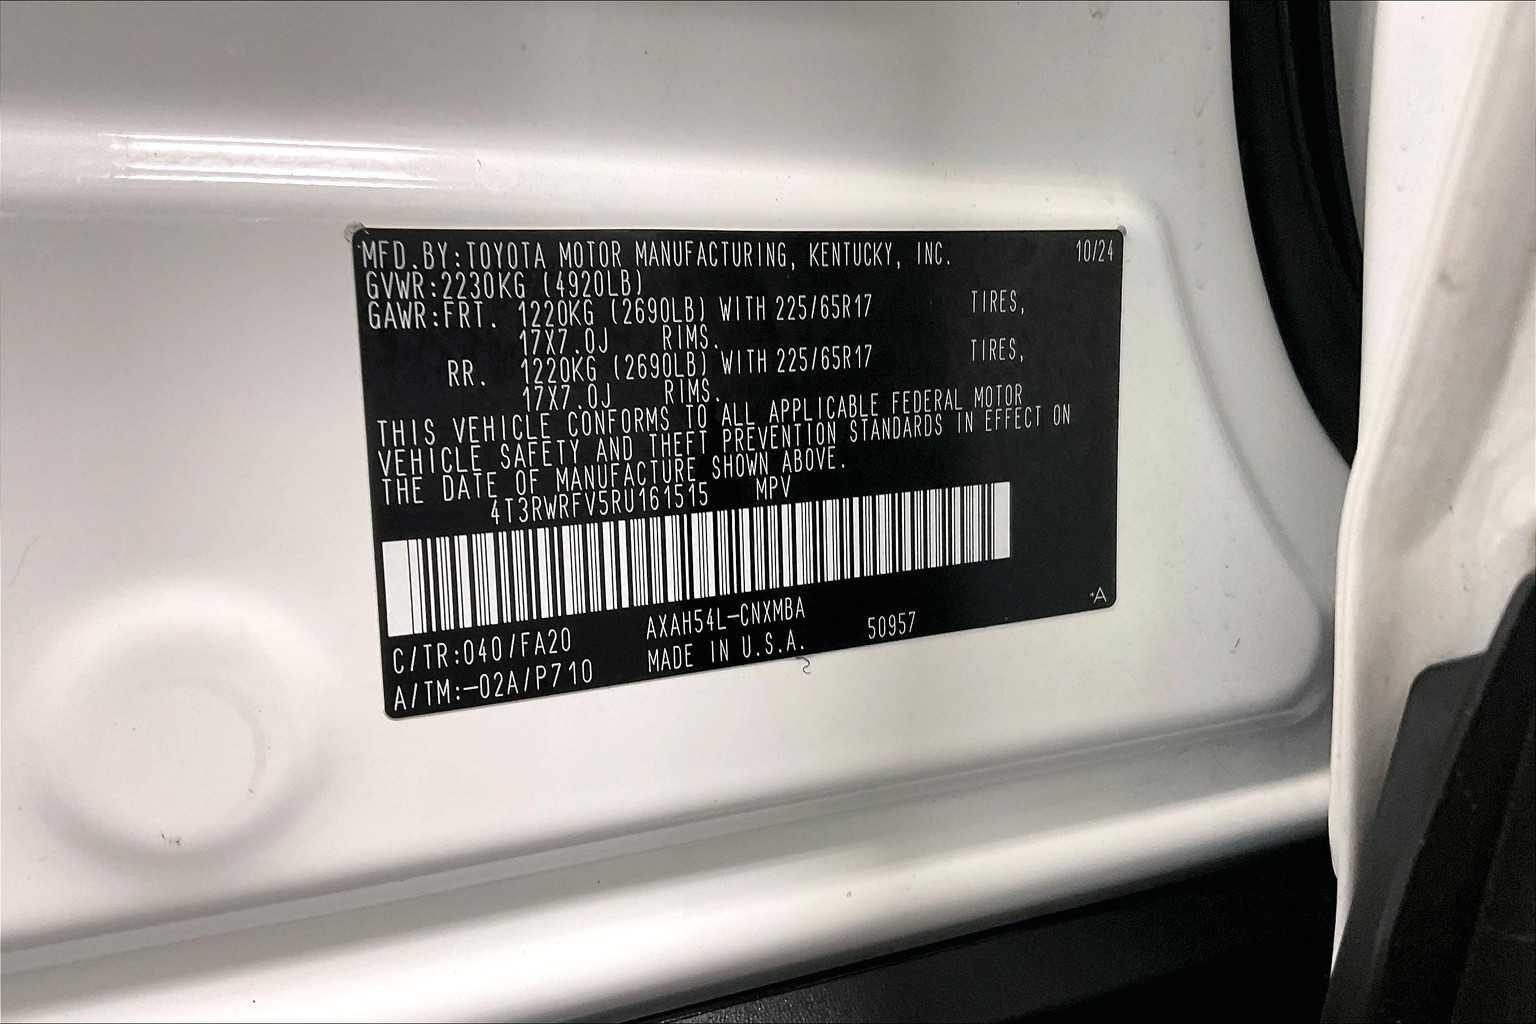 MFD.BY:TOYOTA MOTOR MANUFACTURING, KENTUCKY, INC. 10/24
GVWR:2230KG (4920LB)
GAWR:FRT. 1220KG (2690LB) WITH 225/65R17 TIRES,
17X7.0J RIMS.
RR. 1220KG (2690LB) WITH 225/65R17 TIRES,
17X7.0J RIMS.
THIS VEHICLE CONFORMS TO ALL APPLICABLE FEDERAL MOTOR
VEHICLE SAFETY AND THEFT PREVENTION STANDARDS IN EFFECT ON
THE DATE OF MANUFACTURE SHOWN ABOVE.
4T3RWRFV5RU161515 MPV
*A
C/TR:040/FA20 AXAH54L-CNXMBA 50957
A/TM:-02A/P710 MADE IN U.S.A.